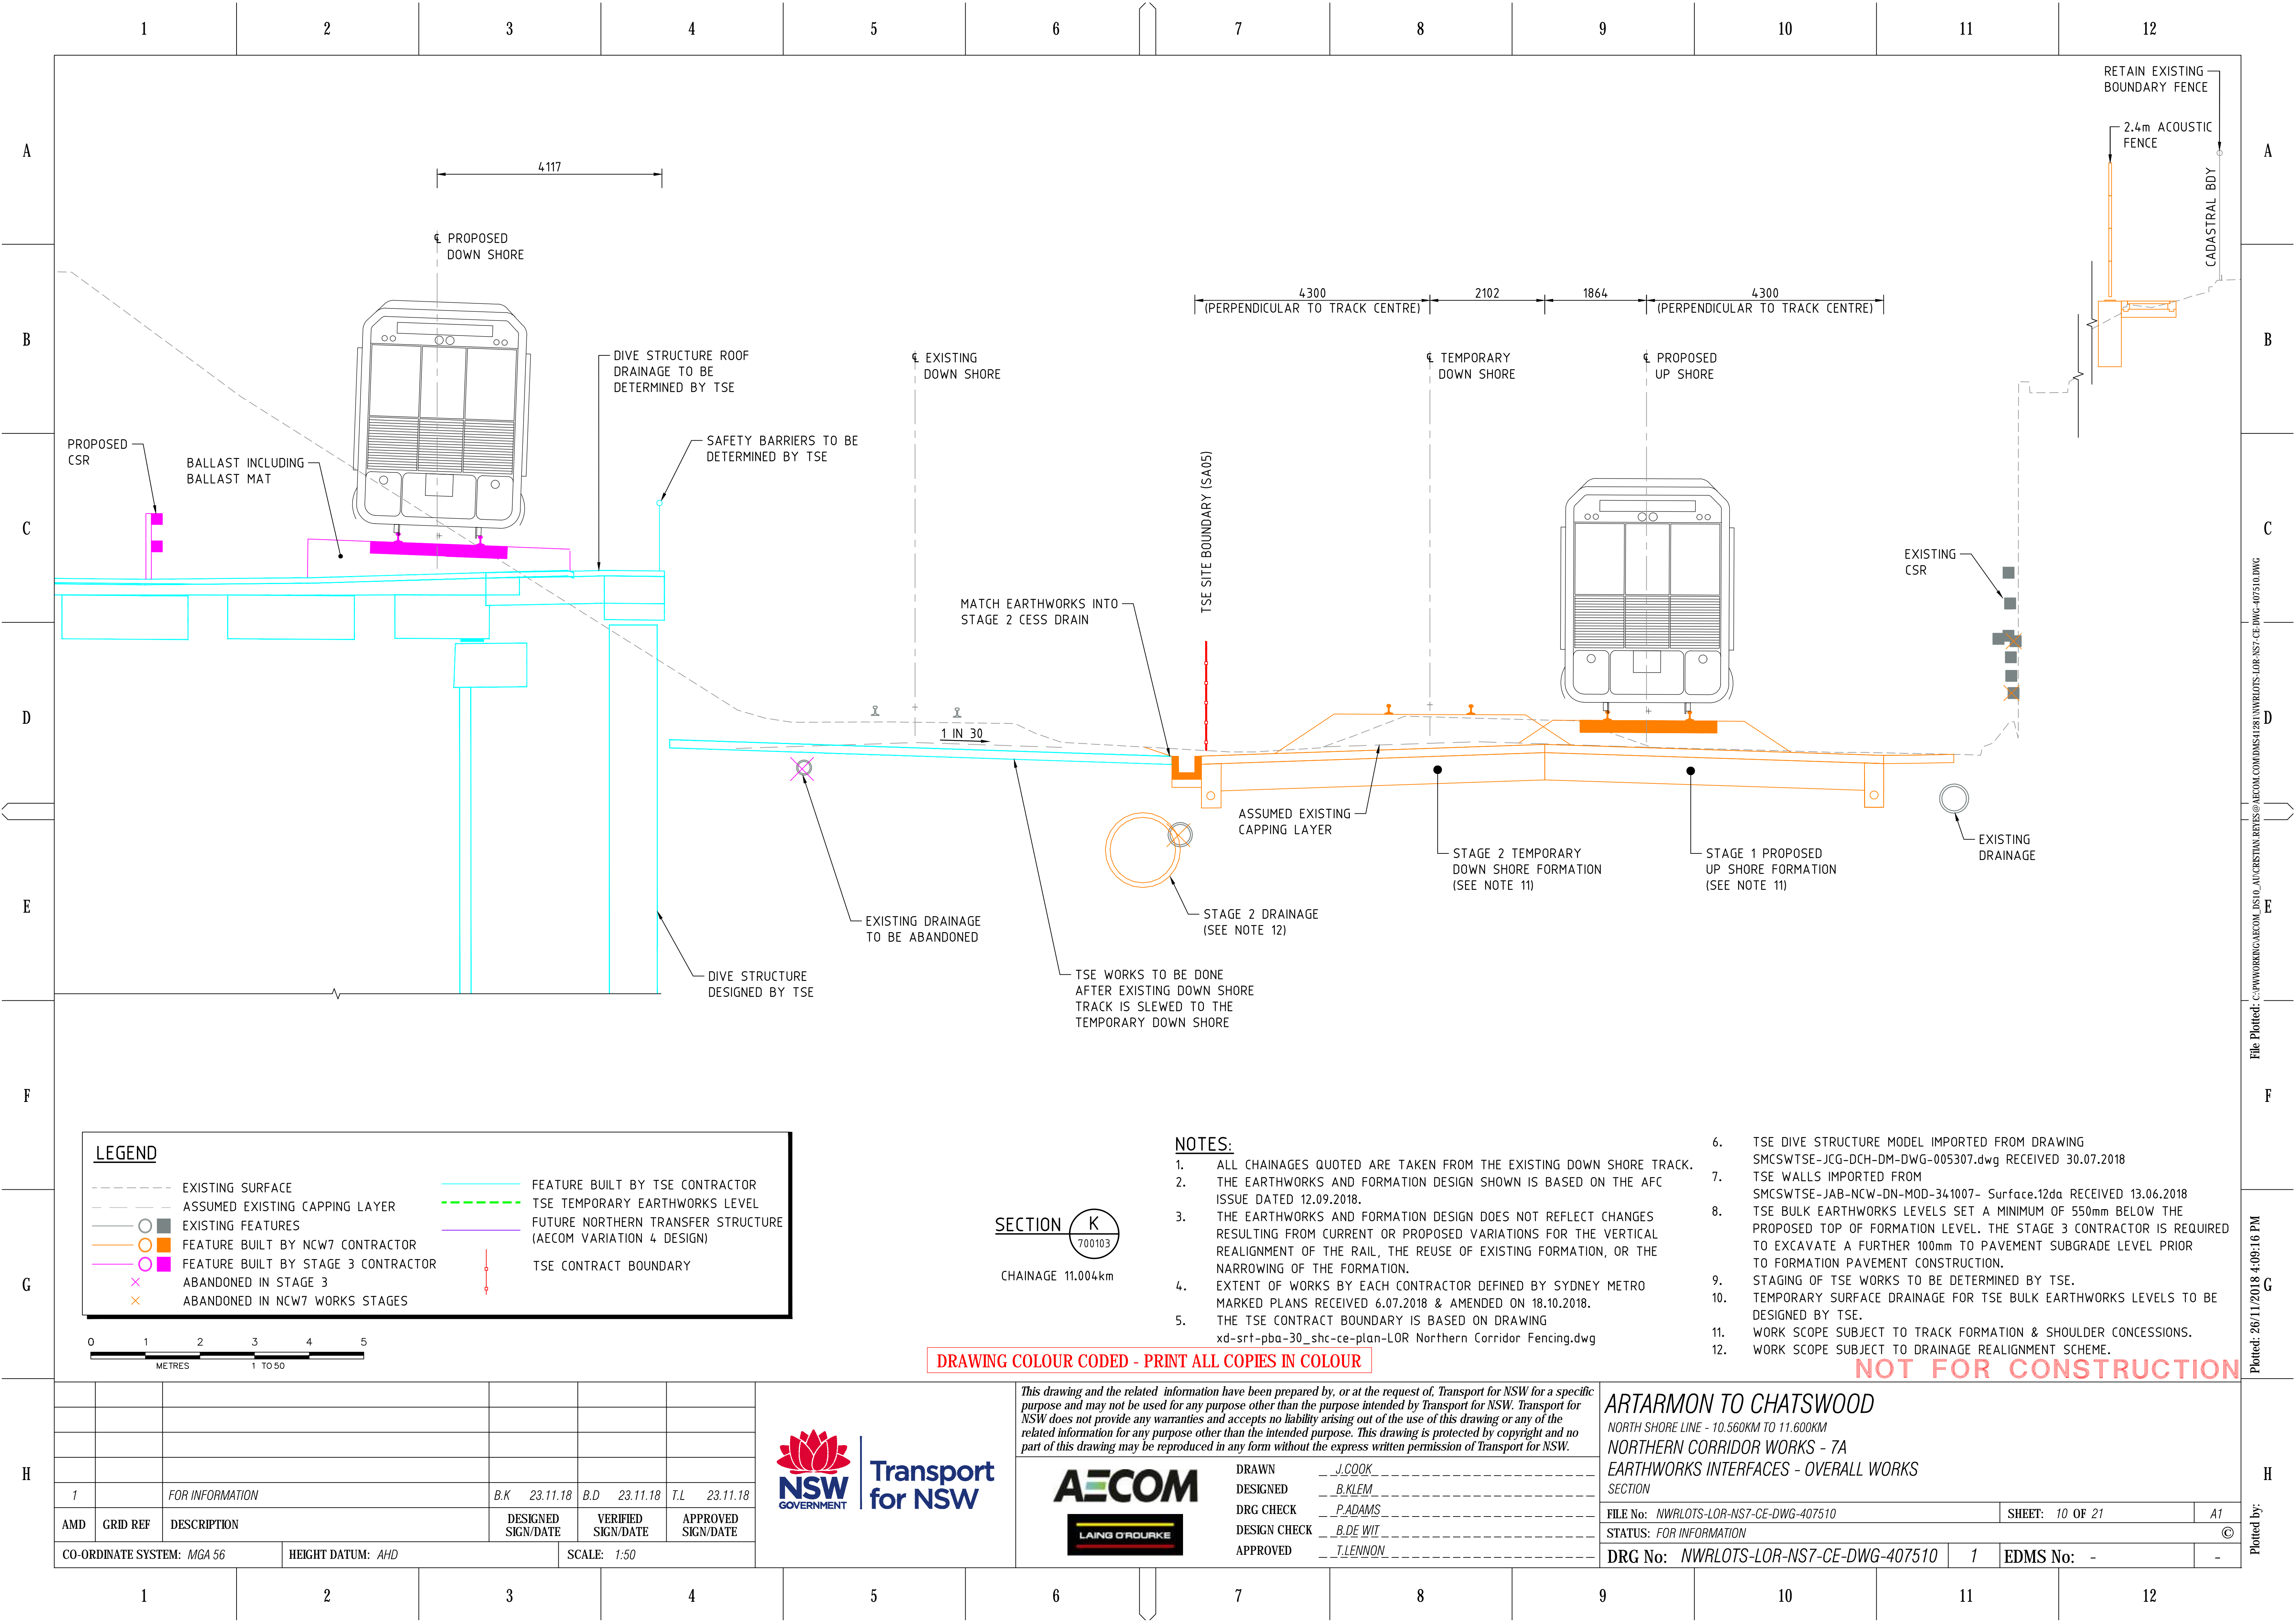 1 2 3 4 5 6 7 8 9 10 11 12
A
B
C
D
E
F
G
H
RETAIN EXISTING
BOUNDARY FENCE
2.4m ACOUSTIC
FENCE
CADASTRAL BDY
4117
℄ PROPOSED
DOWN SHORE
4300
(PERPENDICULAR TO TRACK CENTRE)
2102
1864
4300
(PERPENDICULAR TO TRACK CENTRE)
DIVE STRUCTURE ROOF
DRAINAGE TO BE
DETERMINED BY TSE
℄ EXISTING
DOWN SHORE
℄ TEMPORARY
DOWN SHORE
℄ PROPOSED
UP SHORE
PROPOSED
CSR
BALLAST INCLUDING
BALLAST MAT
SAFETY BARRIERS TO BE
DETERMINED BY TSE
TSE SITE BOUNDARY (SA05)
EXISTING
CSR
MATCH EARTHWORKS INTO
STAGE 2 CESS DRAIN
1 IN 30
ASSUMED EXISTING
CAPPING LAYER
STAGE 2 TEMPORARY
DOWN SHORE FORMATION
(SEE NOTE 11)
STAGE 1 PROPOSED
UP SHORE FORMATION
(SEE NOTE 11)
EXISTING
DRAINAGE
EXISTING DRAINAGE
TO BE ABANDONED
STAGE 2 DRAINAGE
(SEE NOTE 12)
DIVE STRUCTURE
DESIGNED BY TSE
TSE WORKS TO BE DONE
AFTER EXISTING DOWN SHORE
TRACK IS SLEWED TO THE
TEMPORARY DOWN SHORE
LEGEND
EXISTING SURFACE
ASSUMED EXISTING CAPPING LAYER
EXISTING FEATURES
FEATURE BUILT BY NCW7 CONTRACTOR
FEATURE BUILT BY STAGE 3 CONTRACTOR
ABANDONED IN STAGE 3
ABANDONED IN NCW7 WORKS STAGES
FEATURE BUILT BY TSE CONTRACTOR
TSE TEMPORARY EARTHWORKS LEVEL
FUTURE NORTHERN TRANSFER STRUCTURE
(AECOM VARIATION 4 DESIGN)
TSE CONTRACT BOUNDARY
0 1 2 3 4 5
METRES 1 TO 50
SECTION K
700103
CHAINAGE 11.004km
NOTES:
1. ALL CHAINAGES QUOTED ARE TAKEN FROM THE EXISTING DOWN SHORE TRACK.
2. THE EARTHWORKS AND FORMATION DESIGN SHOWN IS BASED ON THE AFC
ISSUE DATED 12.09.2018.
3. THE EARTHWORKS AND FORMATION DESIGN DOES NOT REFLECT CHANGES
RESULTING FROM CURRENT OR PROPOSED VARIATIONS FOR THE VERTICAL
REALIGNMENT OF THE RAIL, THE REUSE OF EXISTING FORMATION, OR THE
NARROWING OF THE FORMATION.
4. EXTENT OF WORKS BY EACH CONTRACTOR DEFINED BY SYDNEY METRO
MARKED PLANS RECEIVED 6.07.2018 & AMENDED ON 18.10.2018.
5. THE TSE CONTRACT BOUNDARY IS BASED ON DRAWING
xd-srt-pba-30_shc-ce-plan-LOR Northern Corridor Fencing.dwg
6. TSE DIVE STRUCTURE MODEL IMPORTED FROM DRAWING
SMCSWTSE-JCG-DCH-DM-DWG-005307.dwg RECEIVED 30.07.2018
7. TSE WALLS IMPORTED FROM
SMCSWTSE-JAB-NCW-DN-MOD-341007- Surface.12da RECEIVED 13.06.2018
8. TSE BULK EARTHWORKS LEVELS SET A MINIMUM OF 550mm BELOW THE
PROPOSED TOP OF FORMATION LEVEL. THE STAGE 3 CONTRACTOR IS REQUIRED
TO EXCAVATE A FURTHER 100mm TO PAVEMENT SUBGRADE LEVEL PRIOR
TO FORMATION PAVEMENT CONSTRUCTION.
9. STAGING OF TSE WORKS TO BE DETERMINED BY TSE.
10. TEMPORARY SURFACE DRAINAGE FOR TSE BULK EARTHWORKS LEVELS TO BE
DESIGNED BY TSE.
11. WORK SCOPE SUBJECT TO TRACK FORMATION & SHOULDER CONCESSIONS.
12. WORK SCOPE SUBJECT TO DRAINAGE REALIGNMENT SCHEME.
DRAWING COLOUR CODED - PRINT ALL COPIES IN COLOUR
NOT FOR CONSTRUCTION
1 FOR INFORMATION B.K 23.11.18 B.D 23.11.18 T.L 23.11.18
AMD GRID REF DESCRIPTION DESIGNED SIGN/DATE VERIFIED SIGN/DATE APPROVED SIGN/DATE
CO-ORDINATE SYSTEM: MGA 56 HEIGHT DATUM: AHD SCALE: 1:50
NSW
GOVERNMENT
Transport
for NSW
This drawing and the related information have been prepared by, or at the request of, Transport for NSW for a specific
purpose and may not be used for any purpose other than the purpose intended by Transport for NSW. Transport for
NSW does not provide any warranties and accepts no liability arising out of the use of this drawing or any of the
related information for any purpose other than the intended purpose. This drawing is protected by copyright and no
part of this drawing may be reproduced in any form without the express written permission of Transport for NSW.
AECOM
LAING O'ROURKE
DRAWN J.COOK
DESIGNED B.KLEM
DRG CHECK P.ADAMS
DESIGN CHECK B.DE WIT
APPROVED T.LENNON
ARTARMON TO CHATSWOOD
NORTH SHORE LINE - 10.560KM TO 11.600KM
NORTHERN CORRIDOR WORKS - 7A
EARTHWORKS INTERFACES - OVERALL WORKS
SECTION
FILE No: NWRLOTS-LOR-NS7-CE-DWG-407510 SHEET: 10 OF 21 A1
STATUS: FOR INFORMATION ©
DRG No: NWRLOTS-LOR-NS7-CE-DWG-407510 1 EDMS No: - -
File Plotted: C:\PWWORKING\AECOM_DS10_AU\CRISTIAN.REYES@AECOM.COM\DMS41281\NWRLOTS-LOR-NS7-CE-DWG-407510.DWG
Plotted: 26/11/2018 4:09:16 PM
Plotted by:
A
B
C
D
E
F
G
H
1 2 3 4 5 6 7 8 9 10 11 12